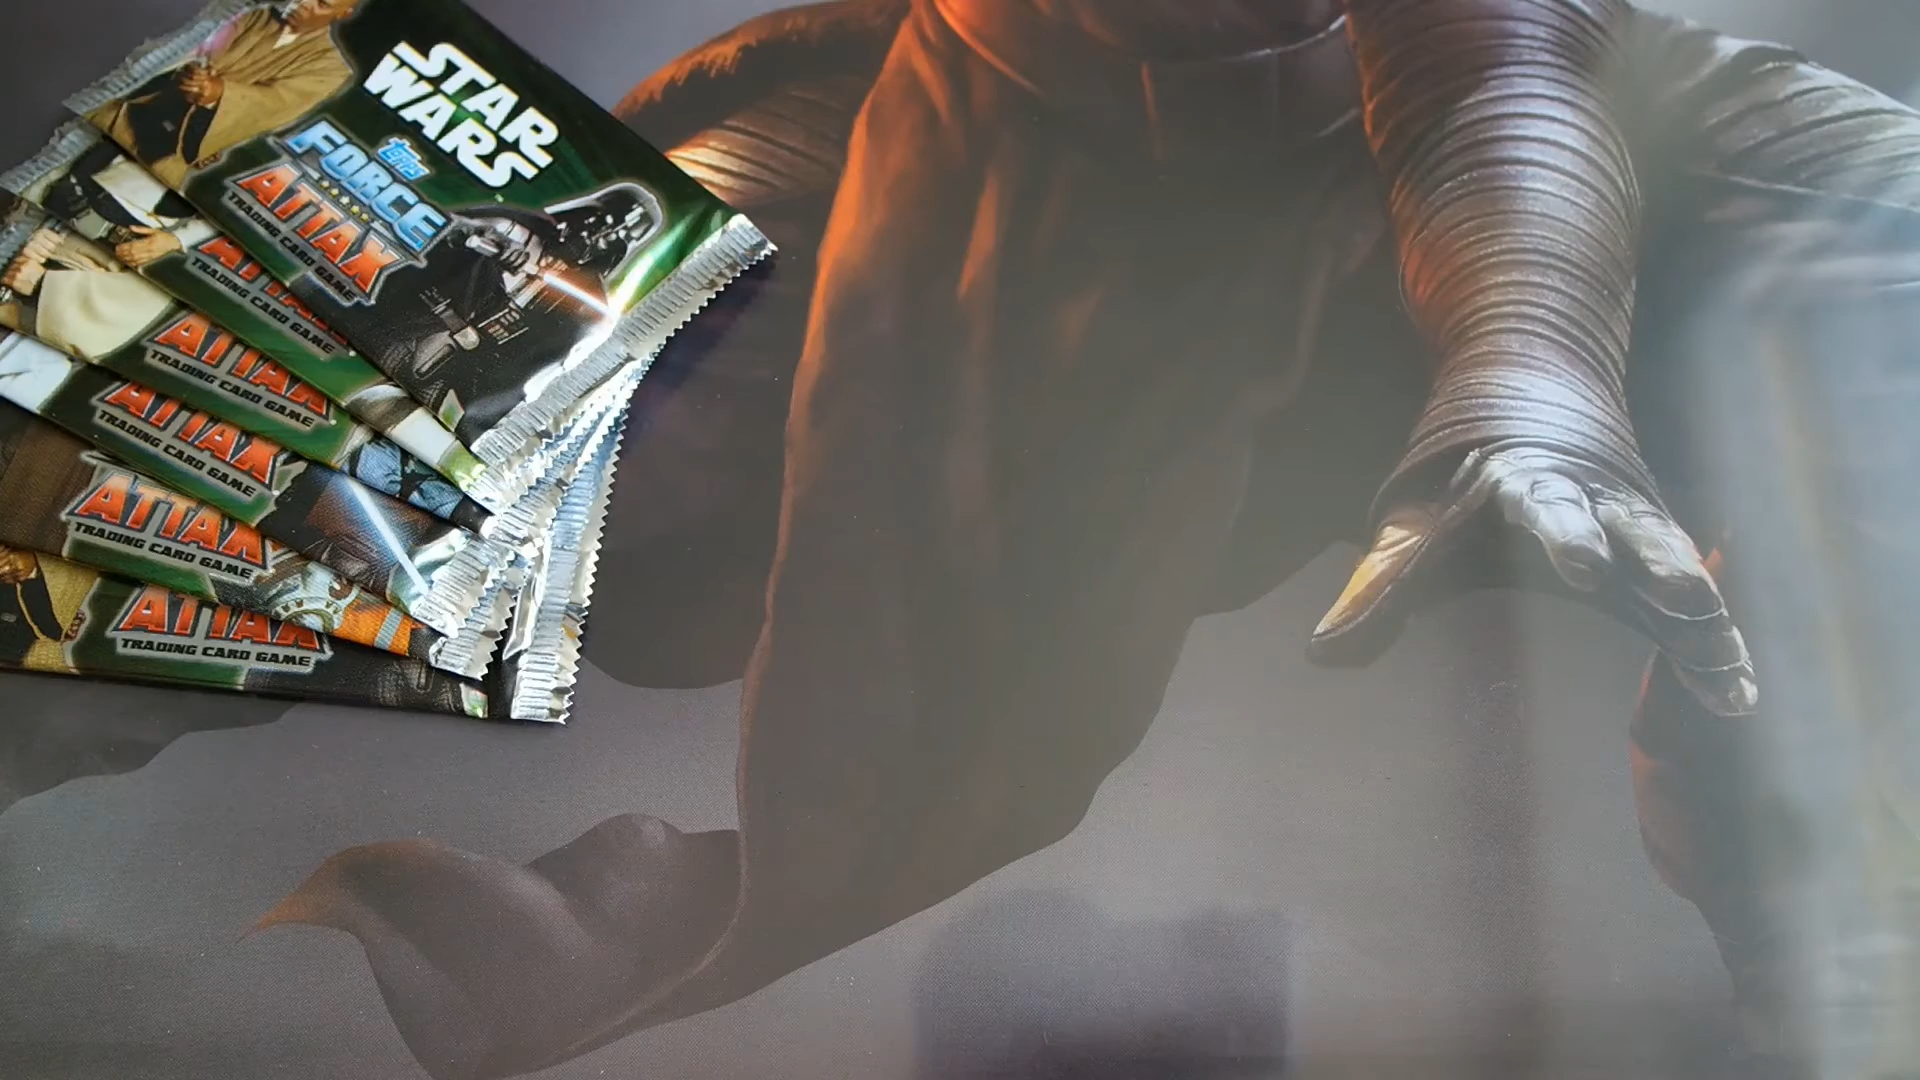 STAR
WARS
TOPPS
FORCE
ATTAX
TRADING CARD GAME
ATTAX
TRADING CARD GAME
ATTAX
TRADING CARD GAME
ATTAX
TRADING CARD GAME
ATTAX
TRADING CARD GAME
ATTAX
TRADING CARD GAME